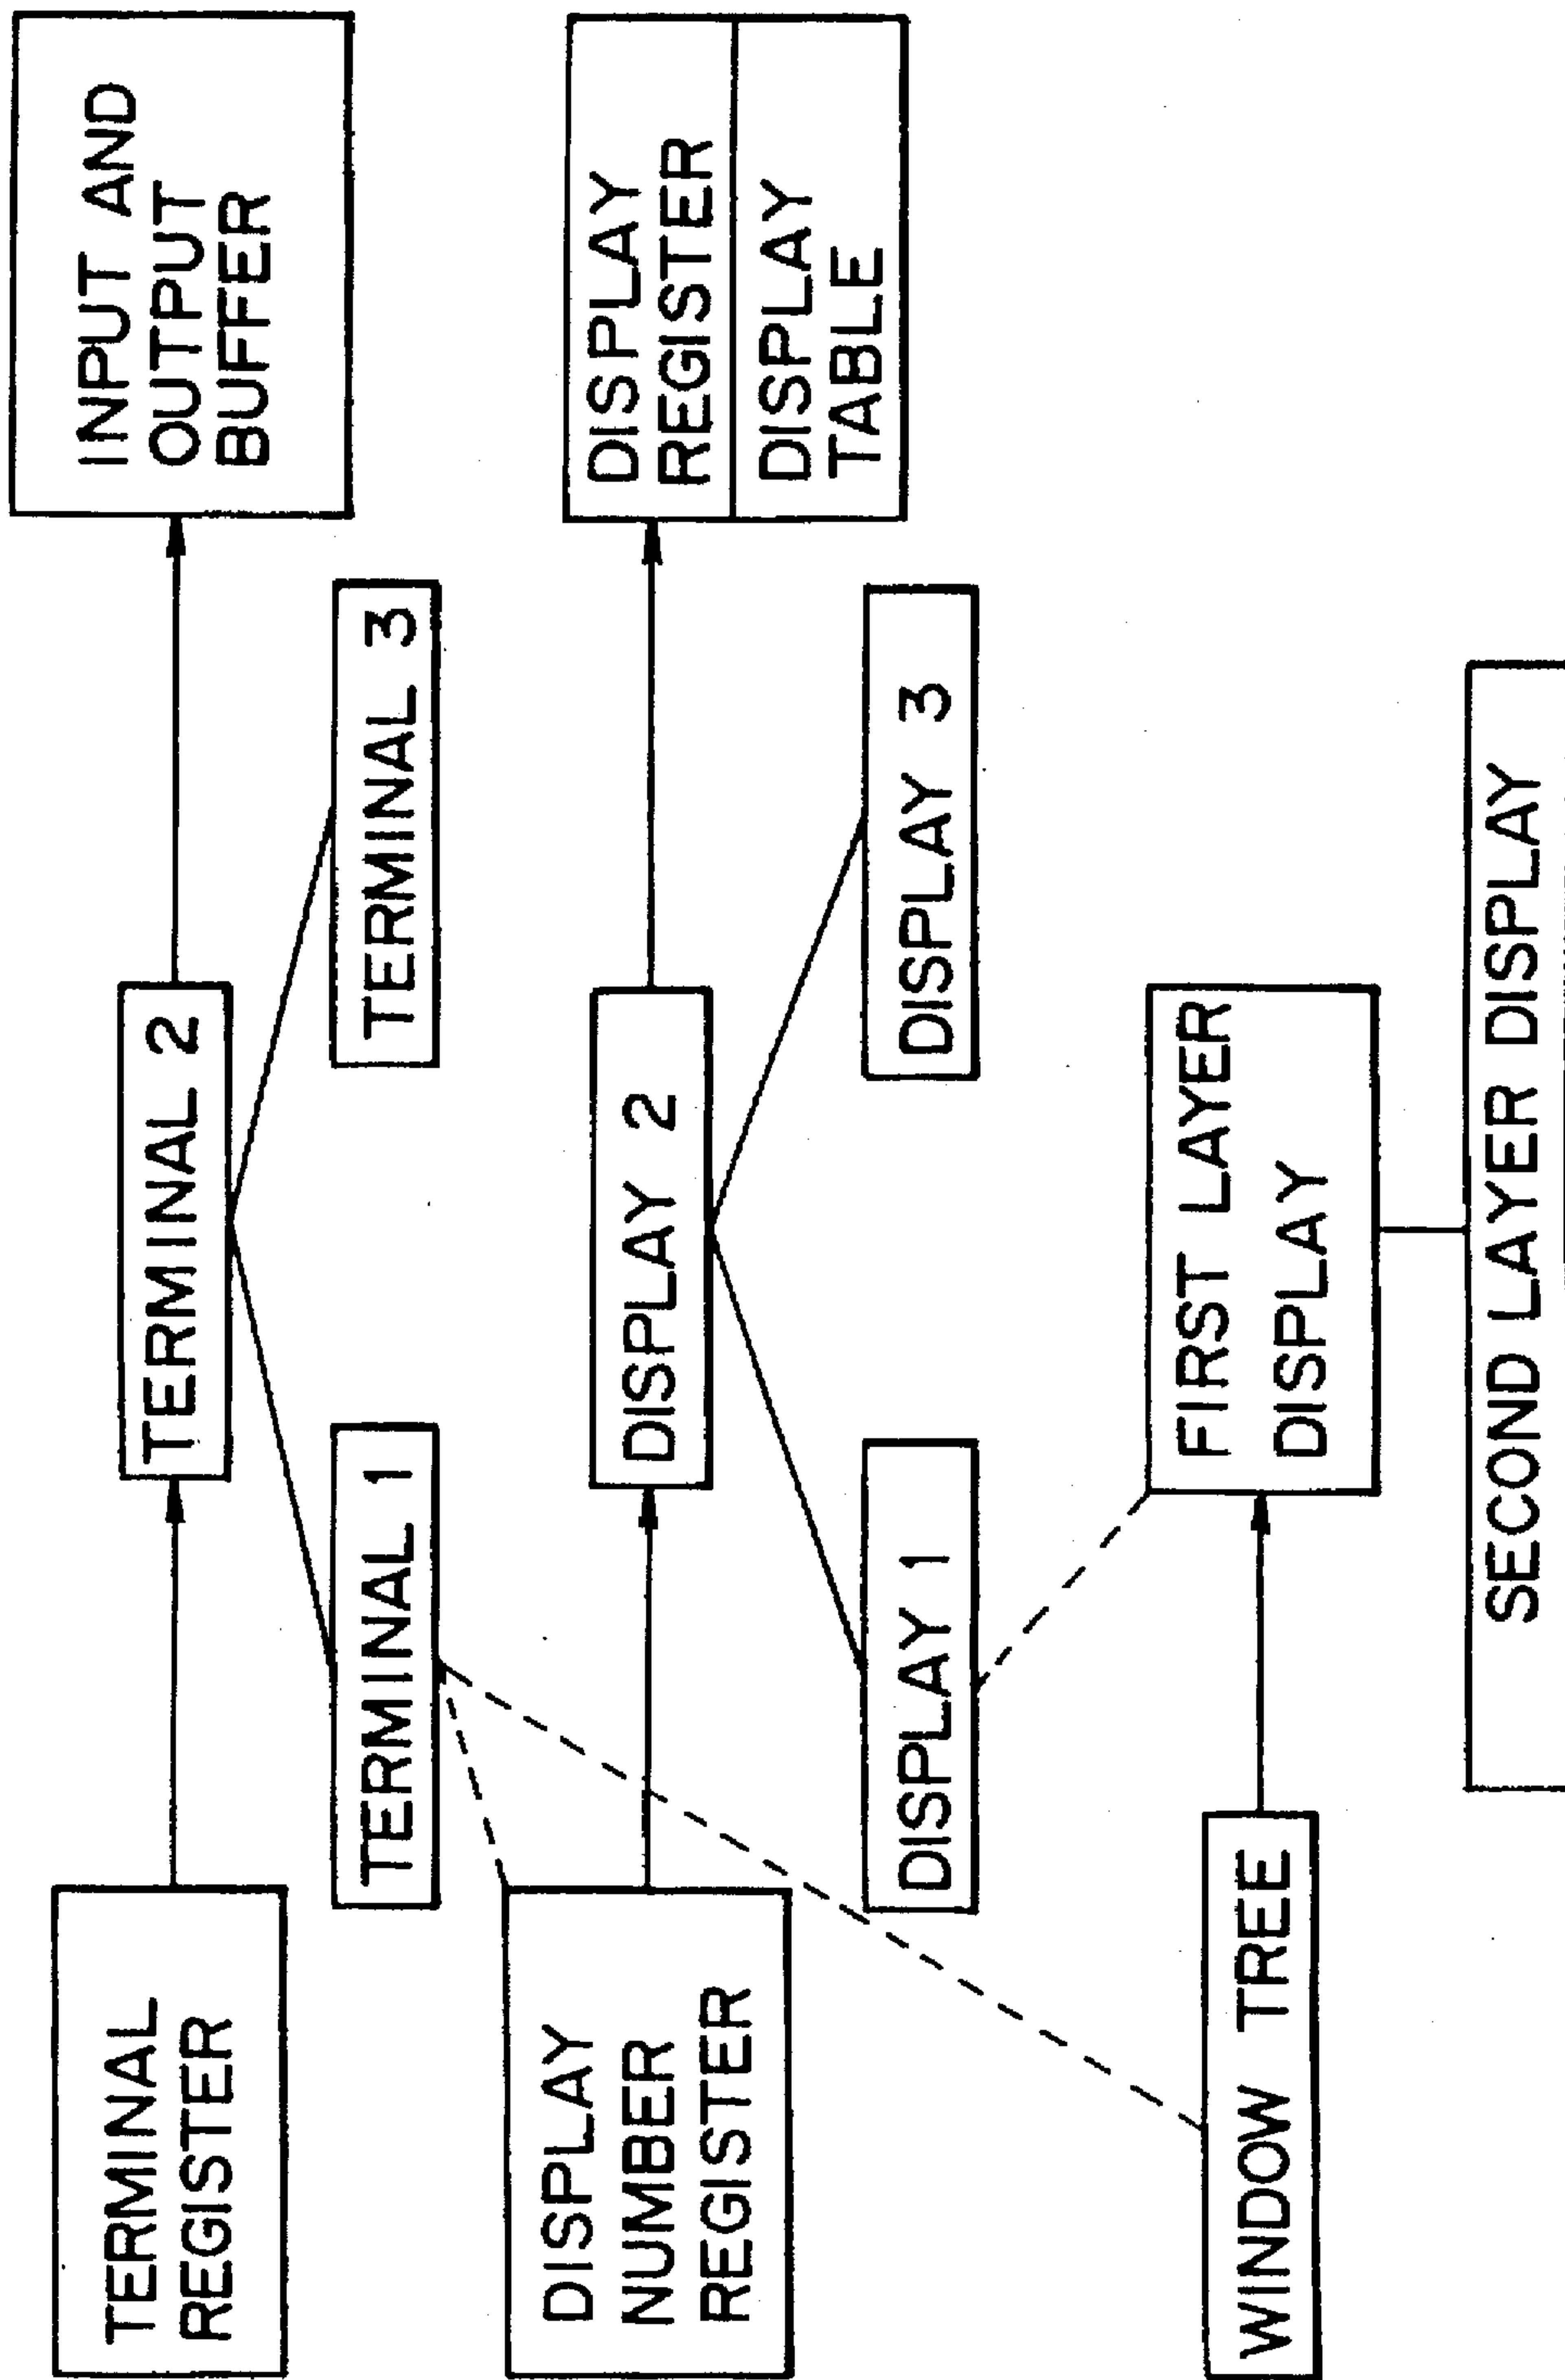 TERMINAL
REGISTER
TERMINAL 2
INPUT AND
OUTPUT
BUFFER
TERMINAL 1
TERMINAL 3
DISPLAY
NUMBER
REGISTER
DISPLAY 2
DISPLAY
REGISTER
DISPLAY
TABLE
DISPLAY 1
DISPLAY 3
WINDOW TREE
FIRST LAYER
DISPLAY
SECOND LAYER DISPLAY